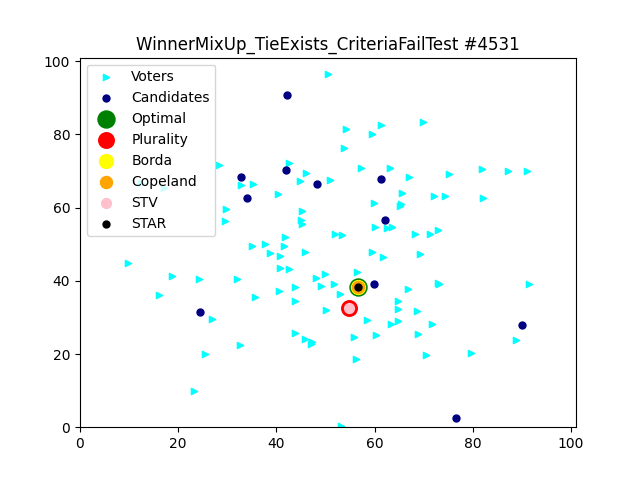 WinnerMixUp_TieExists_CriteriaFailTest #4531
100
80
60
40
20
0
Voters
Candidates
Optimal
Plurality
Borda
Copeland
STV
STAR
0 20 40 60 80 100